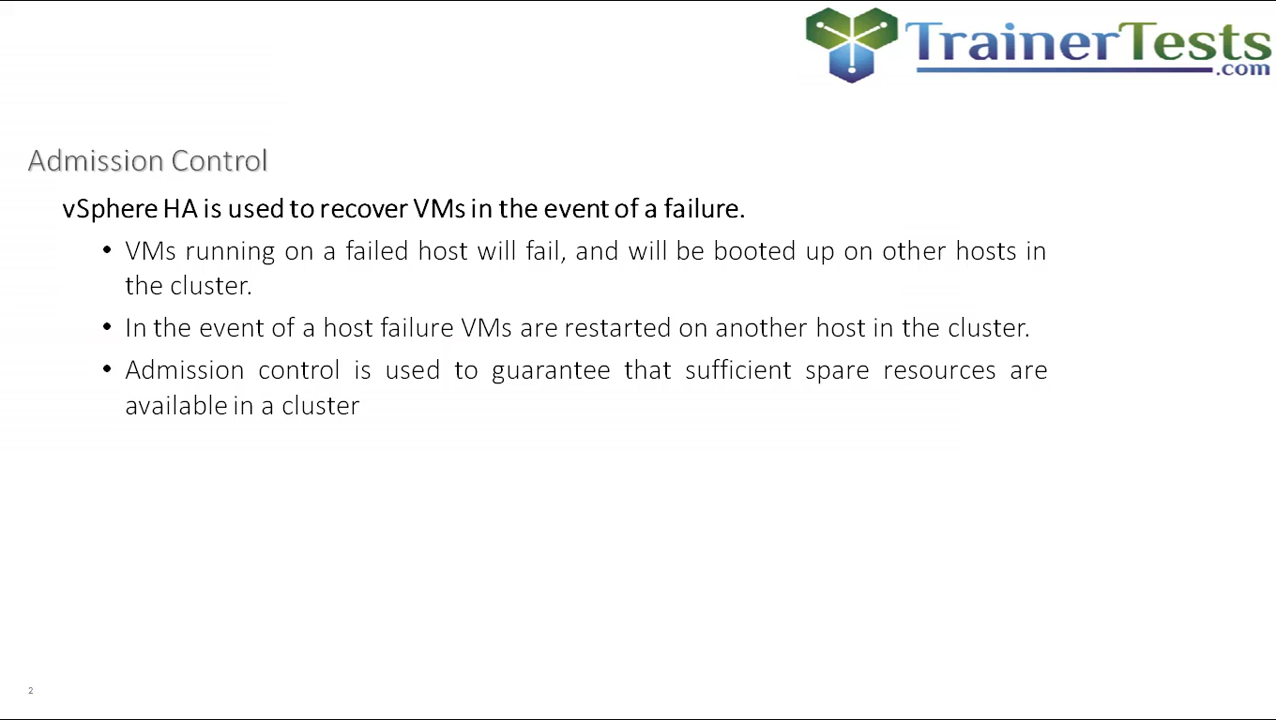 TrainerTests
.com
Admission Control
vSphere HA is used to recover VMs in the event of a failure.
• VMs running on a failed host will fail, and will be booted up on other hosts in
the cluster.
• In the event of a host failure VMs are restarted on another host in the cluster.
• Admission control is used to guarantee that sufficient spare resources are
available in a cluster
2